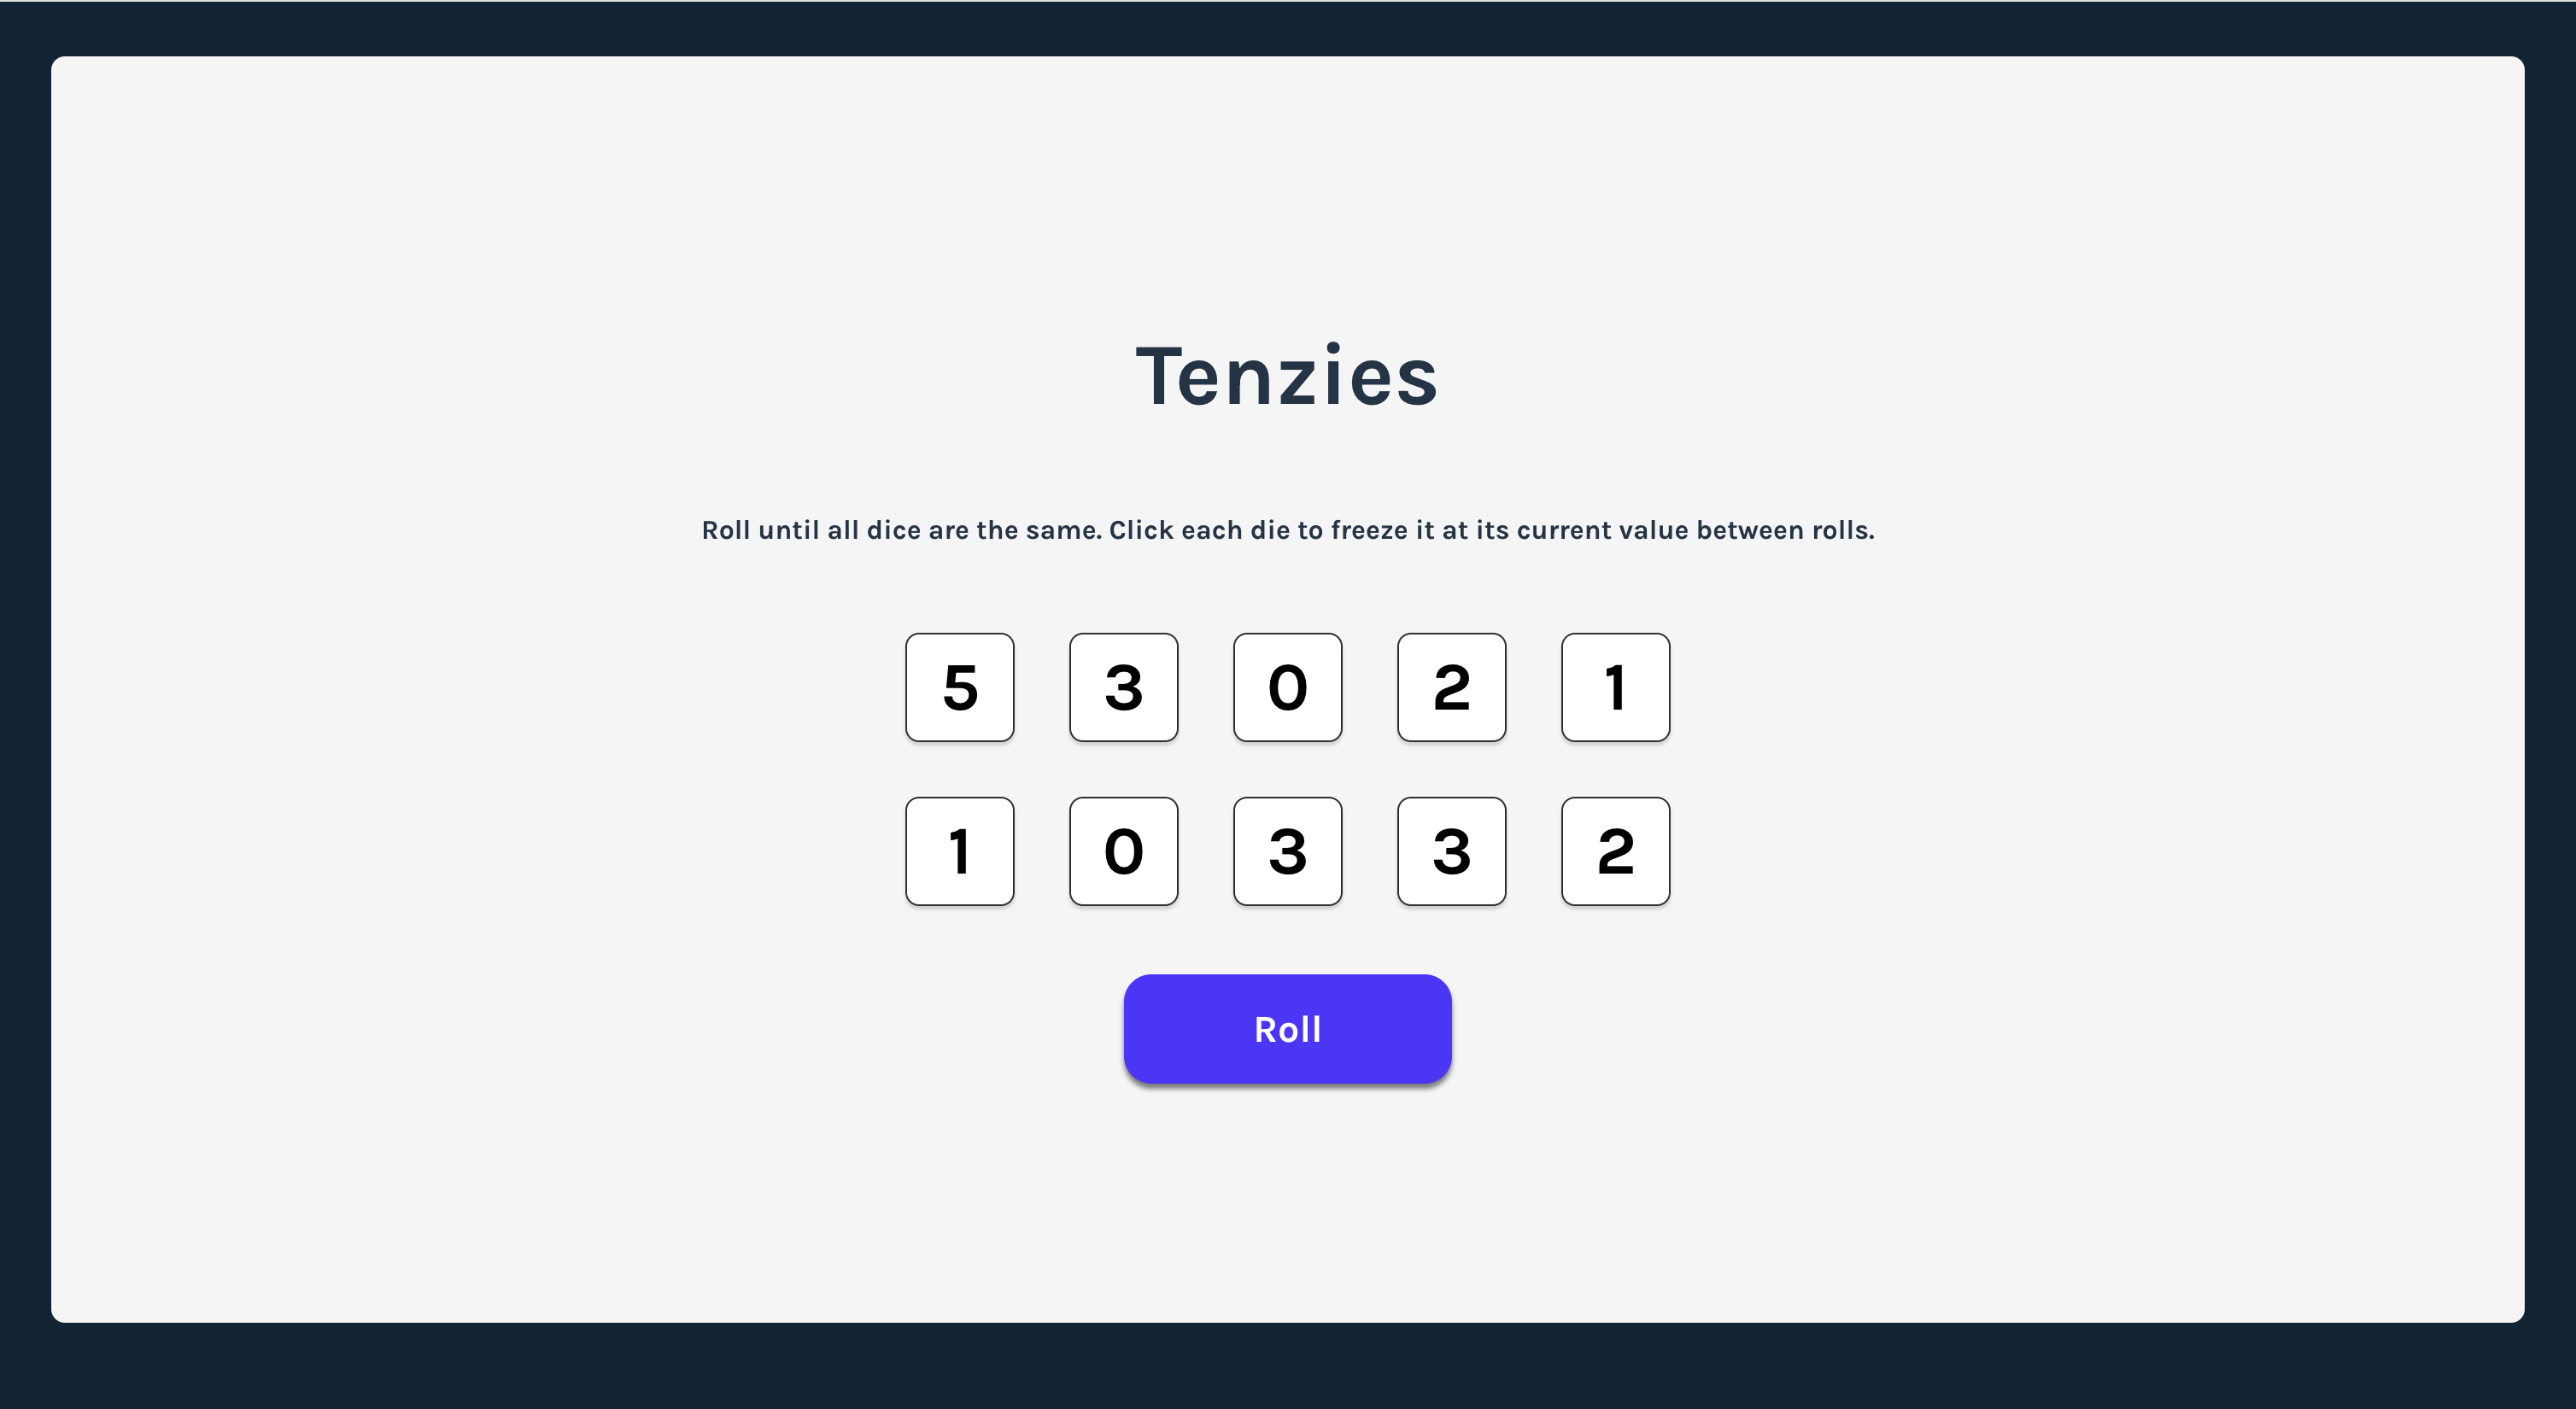 Tenzies
Roll until all dice are the same. Click each die to freeze it at its current value between rolls.
5 3 0 2 1
1 0 3 3 2
Roll